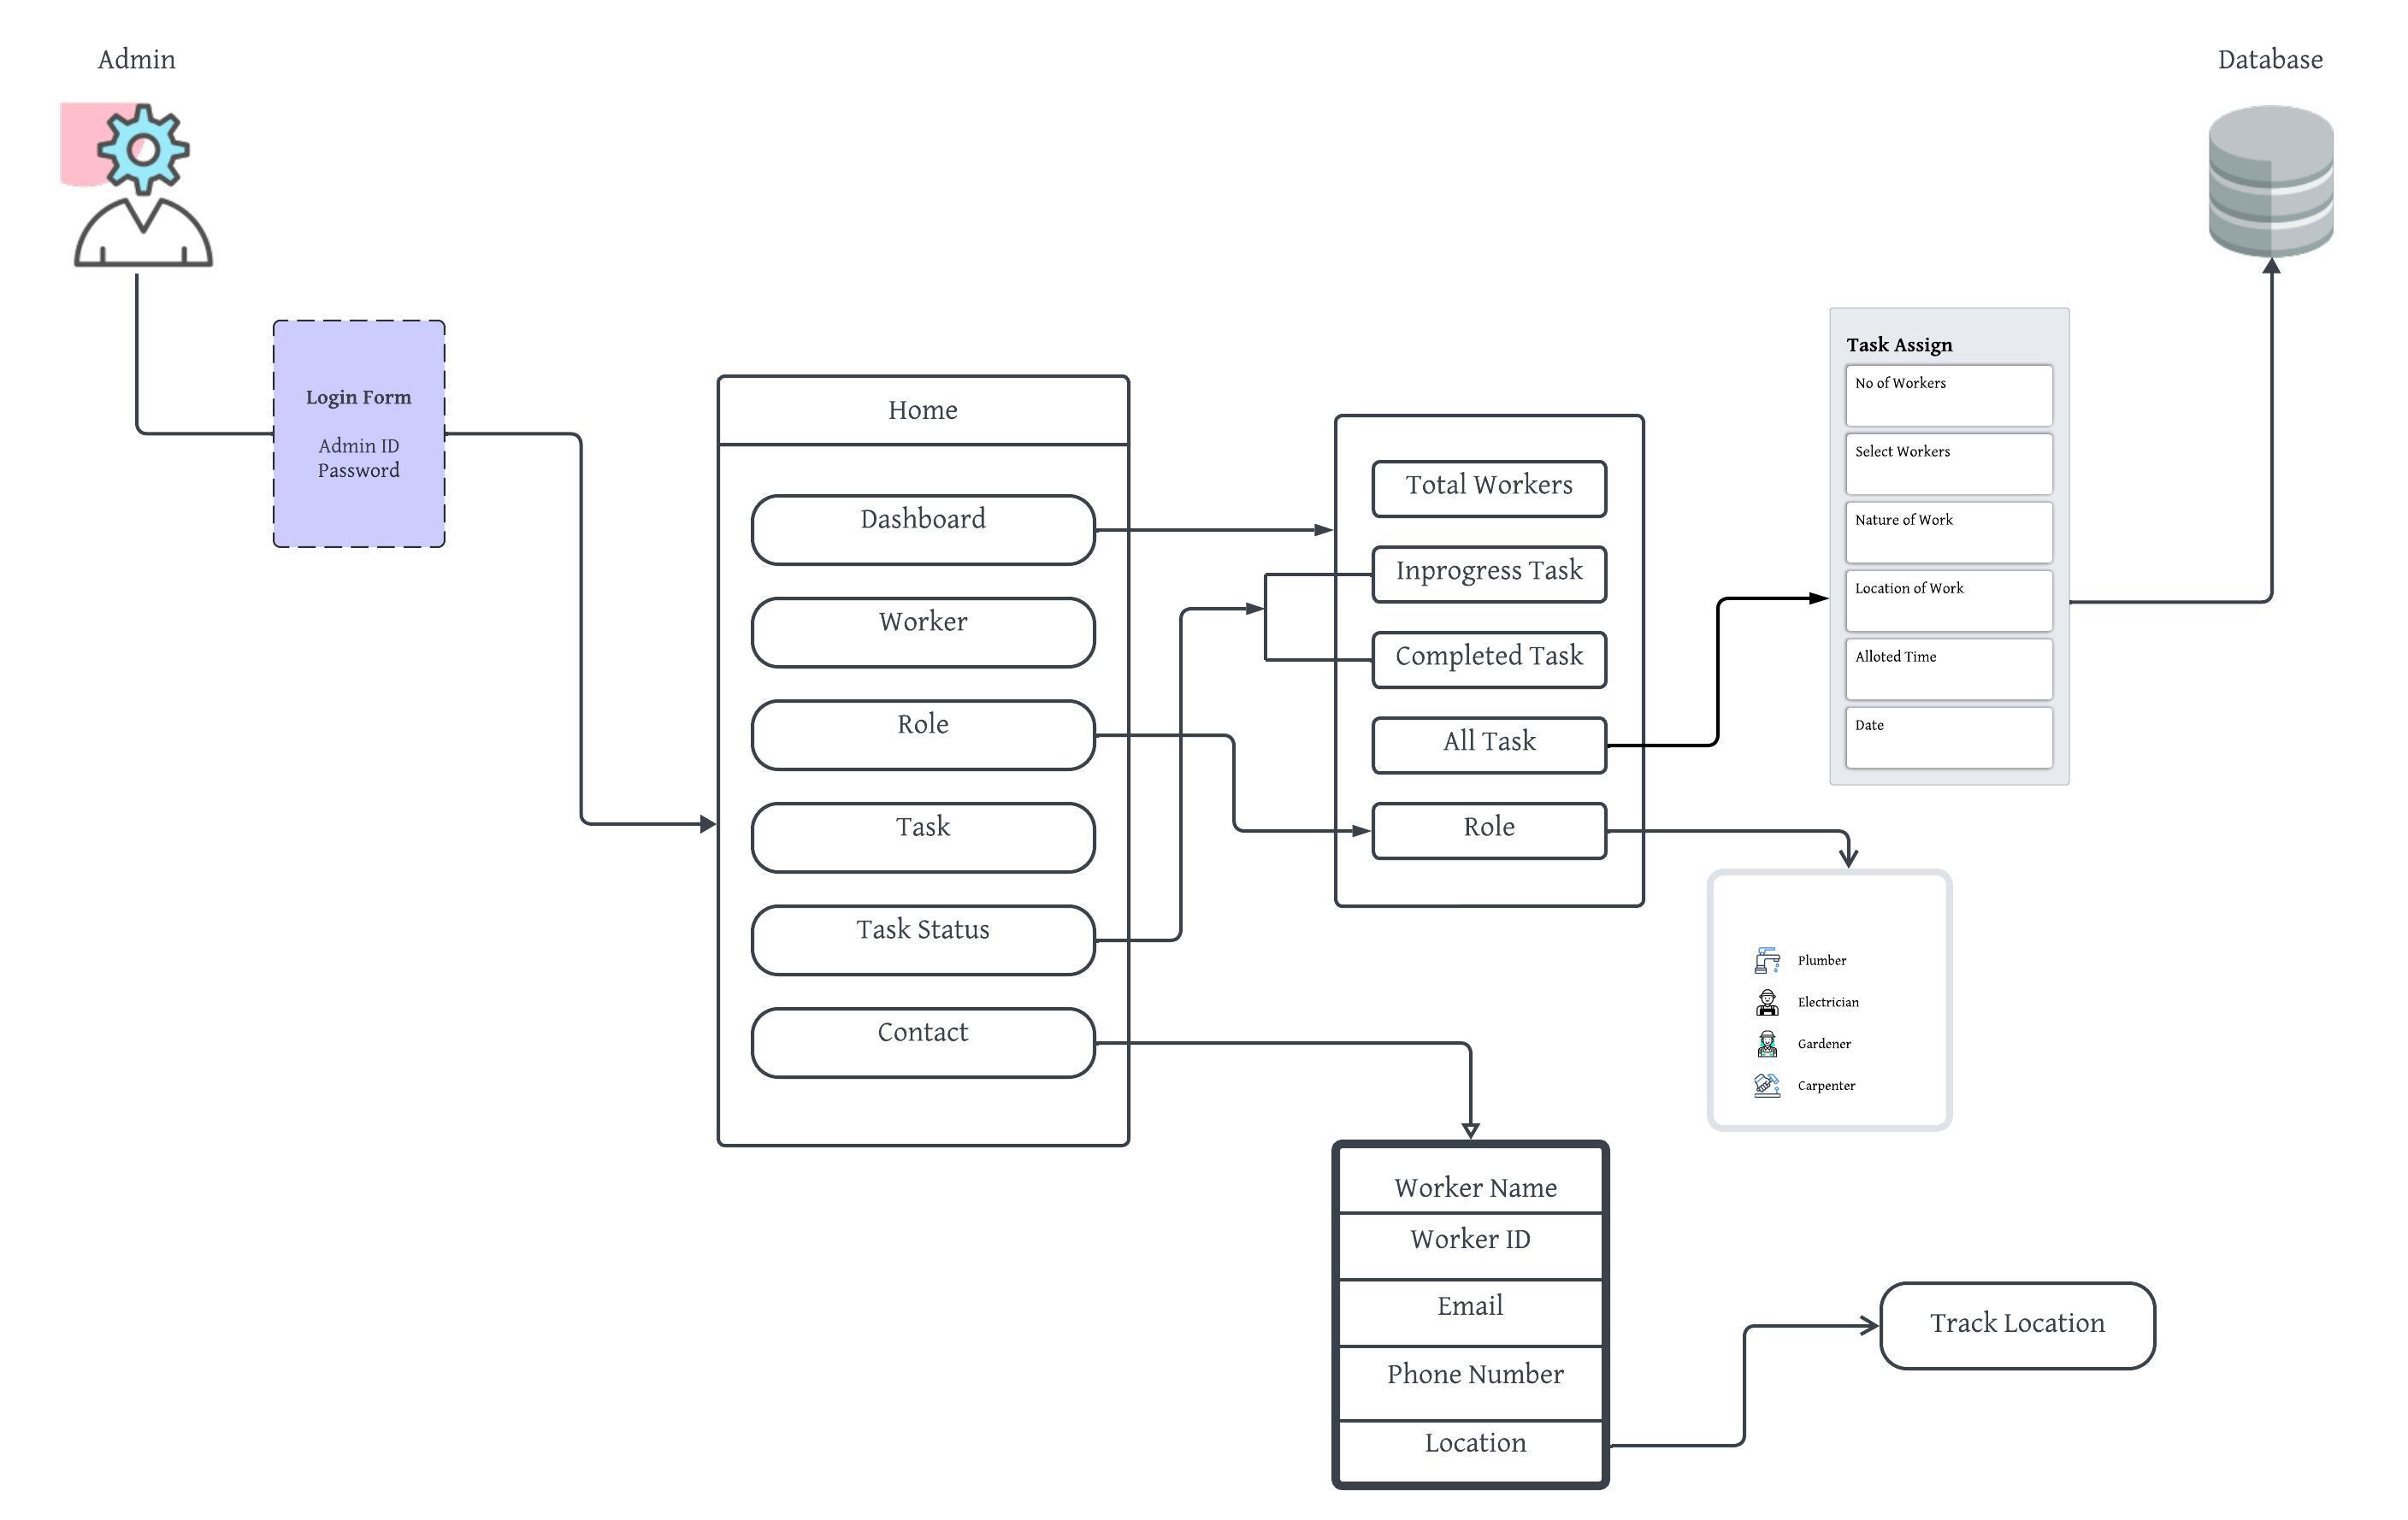 Admin
Database
Login Form
Admin ID
Password
Home
Dashboard
Worker
Role
Task
Task Status
Contact
Total Workers
Inprogress Task
Completed Task
All Task
Role
Task Assign
No of Workers
Select Workers
Nature of Work
Location of Work
Alloted Time
Date
Plumber
Electrician
Gardener
Carpenter
Worker Name
Worker ID
Email
Phone Number
Location
Track Location